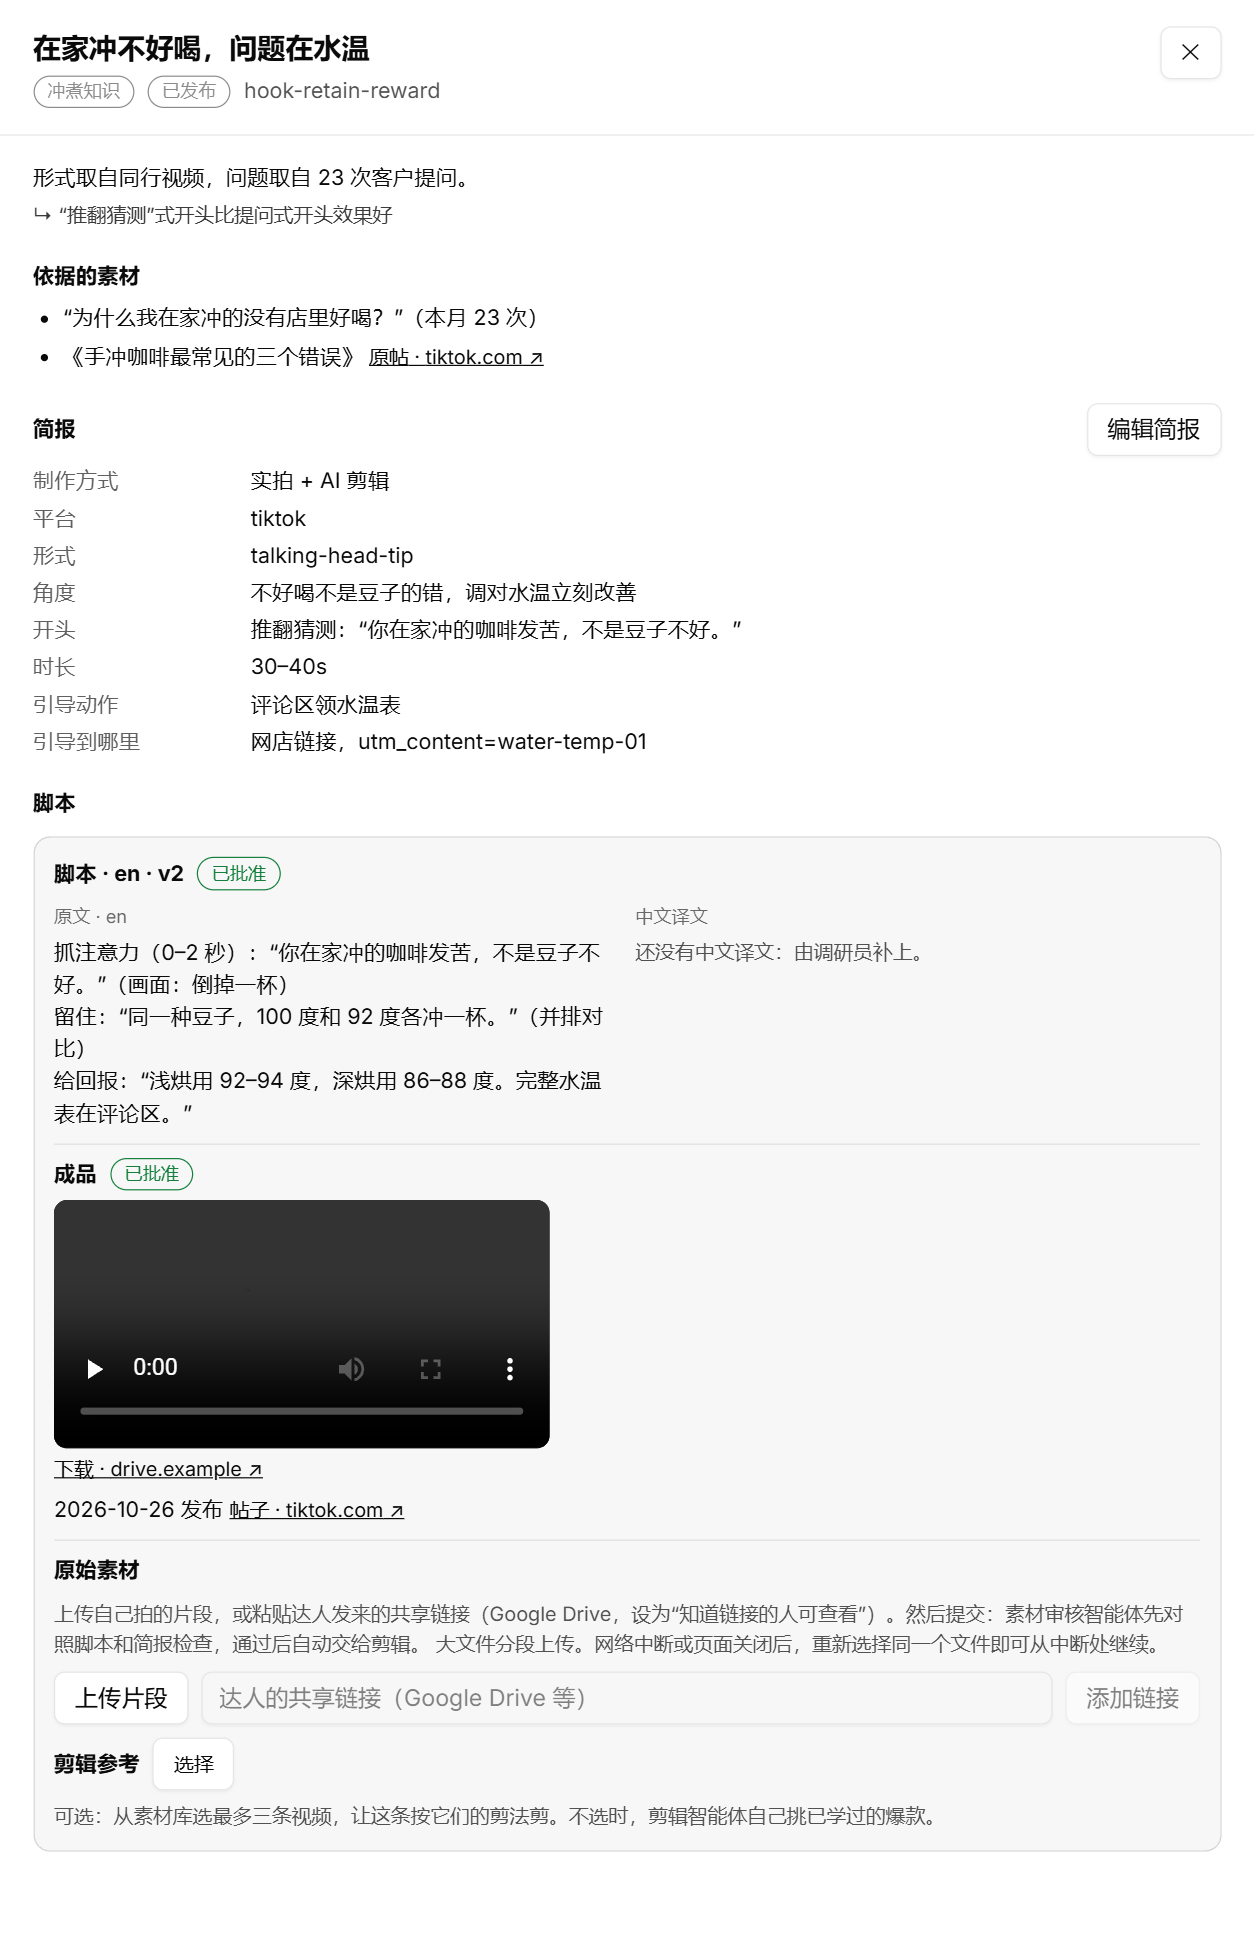 在家冲不好喝，问题在水温
冲煮知识 已发布 hook-retain-reward
形式取自同行视频，问题取自 23 次客户提问。
↳ “推翻猜测”式开头比提问式开头效果好
依据的素材
• “为什么我在家冲的没有店里好喝？”（本月 23 次）
• 《手冲咖啡最常见的三个错误》 原帖 · tiktok.com ↗
简报 编辑简报
制作方式 实拍 + AI 剪辑
平台 tiktok
形式 talking-head-tip
角度 不好喝不是豆子的错，调对水温立刻改善
开头 推翻猜测：“你在家冲的咖啡发苦，不是豆子不好。”
时长 30–40s
引导动作 评论区领水温表
引导到哪里 网店链接，utm_content=water-temp-01
脚本
脚本 · en · v2 已批准
原文 · en
抓注意力（0–2 秒）：“你在家冲的咖啡发苦，不是豆子不
好。”（画面：倒掉一杯）
留住：“同一种豆子，100 度和 92 度各冲一杯。”（并排对
比）
给回报：“浅烘用 92–94 度，深烘用 86–88 度。完整水温
表在评论区。”
中文译文
还没有中文译文：由调研员补上。
成品 已批准
0:00
下载 · drive.example ↗
2026-10-26 发布 帖子 · tiktok.com ↗
原始素材
上传自己拍的片段，或粘贴达人发来的共享链接（Google Drive，设为“知道链接的人可查看”）。然后提交：素材审核智能体先对
照脚本和简报检查，通过后自动交给剪辑。 大文件分段上传。网络中断或页面关闭后，重新选择同一个文件即可从中断处继续。
上传片段 达人的共享链接（Google Drive 等） 添加链接
剪辑参考 选择
可选：从素材库选最多三条视频，让这条按它们的剪法剪。不选时，剪辑智能体自己挑已学过的爆款。